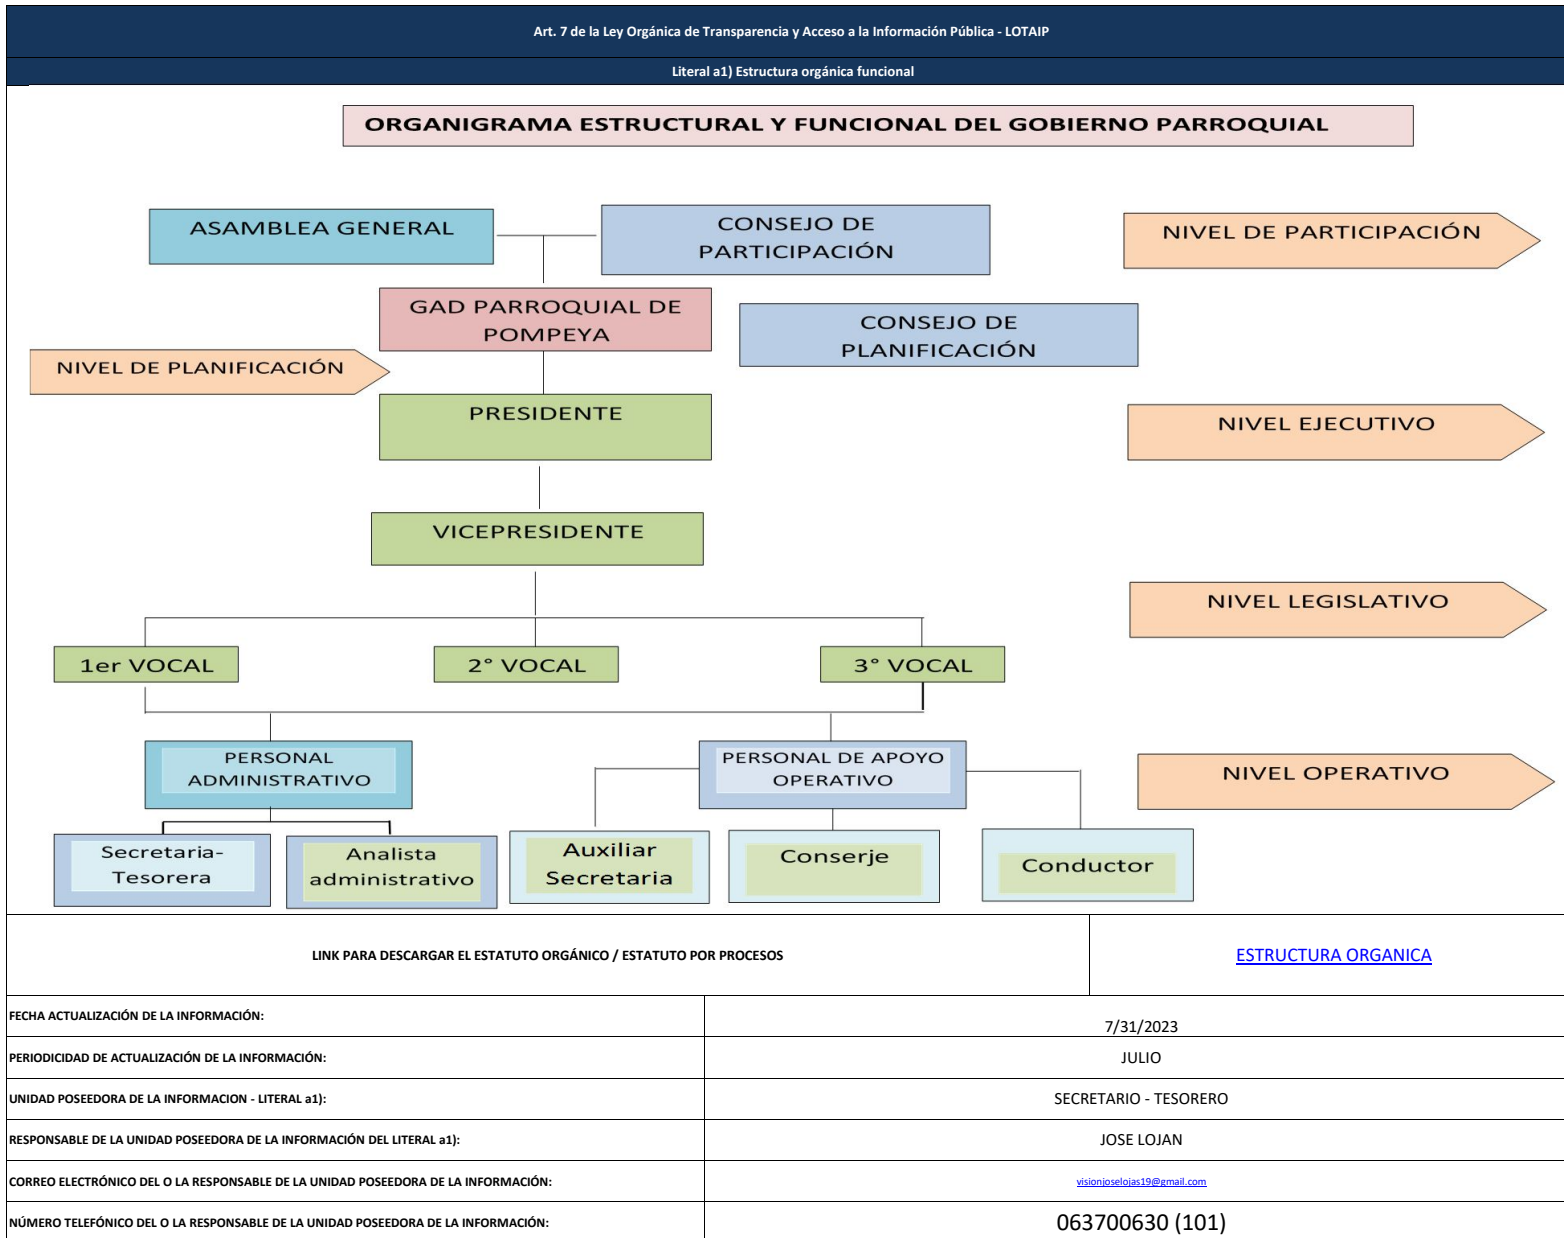 Art. 7 de la Ley Orgánica de Transparencia y Acceso a la Información Pública - LOTAIP
Literal a1) Estructura orgánica funcional
ORGANIGRAMA ESTRUCTURAL Y FUNCIONAL DEL GOBIERNO PARROQUIAL
ASAMBLEA GENERAL
CONSEJO DE
PARTICIPACIÓN
NIVEL DE PARTICIPACIÓN
GAD PARROQUIAL DE
POMPEYA
CONSEJO DE
PLANIFICACIÓN
NIVEL DE PLANIFICACIÓN
PRESIDENTE
NIVEL EJECUTIVO
VICEPRESIDENTE
NIVEL LEGISLATIVO
1er VOCAL
2° VOCAL
3° VOCAL
PERSONAL
ADMINISTRATIVO
PERSONAL DE APOYO
OPERATIVO
NIVEL OPERATIVO
Secretaria-
Tesorera
Analista
administrativo
Auxiliar
Secretaria
Conserje
Conductor
LINK PARA DESCARGAR EL ESTATUTO ORGÁNICO / ESTATUTO POR PROCESOS
ESTRUCTURA ORGANICA
FECHA ACTUALIZACIÓN DE LA INFORMACIÓN:
7/31/2023
PERIODICIDAD DE ACTUALIZACIÓN DE LA INFORMACIÓN:
JULIO
UNIDAD POSEEDORA DE LA INFORMACION - LITERAL a1):
SECRETARIO - TESORERO
RESPONSABLE DE LA UNIDAD POSEEDORA DE LA INFORMACIÓN DEL LITERAL a1):
JOSE LOJAN
CORREO ELECTRÓNICO DEL O LA RESPONSABLE DE LA UNIDAD POSEEDORA DE LA INFORMACIÓN:
visionjoselojas19@gmail.com
NÚMERO TELEFÓNICO DEL O LA RESPONSABLE DE LA UNIDAD POSEEDORA DE LA INFORMACIÓN:
063700630 (101)